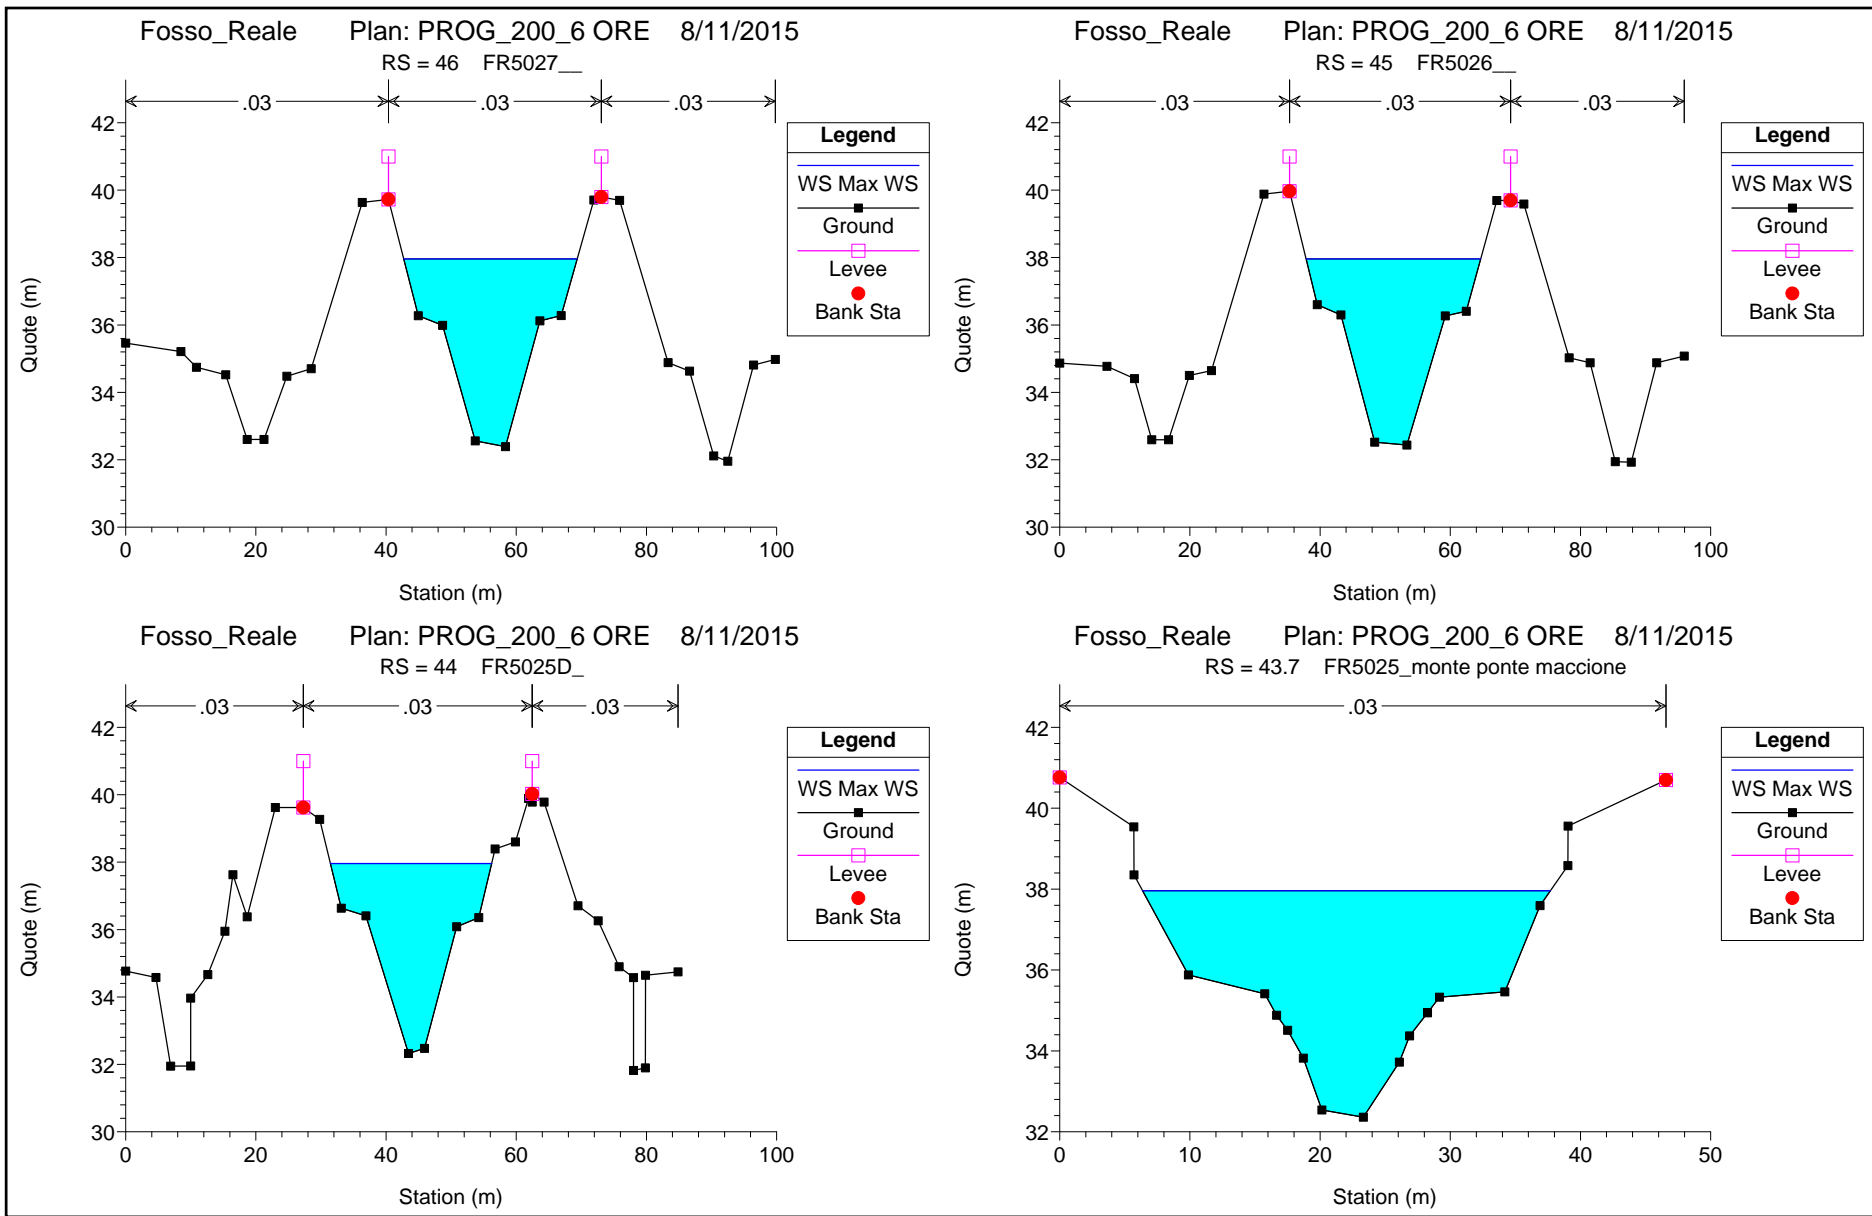 Fosso_Reale Plan: PROG_200_6 ORE 8/11/2015
RS = 46 FR5027__
.03 .03 .03
42
40
38
36
34
32
30
Quote (m)
0 20 40 60 80 100
Station (m)
Legend
WS Max WS
Ground
Levee
Bank Sta
Fosso_Reale Plan: PROG_200_6 ORE 8/11/2015
RS = 45 FR5026__
.03 .03 .03
42
40
38
36
34
32
30
Quote (m)
0 20 40 60 80 100
Station (m)
Legend
WS Max WS
Ground
Levee
Bank Sta
Fosso_Reale Plan: PROG_200_6 ORE 8/11/2015
RS = 44 FR5025D_
.03 .03 .03
42
40
38
36
34
32
30
Quote (m)
0 20 40 60 80 100
Station (m)
Legend
WS Max WS
Ground
Levee
Bank Sta
Fosso_Reale Plan: PROG_200_6 ORE 8/11/2015
RS = 43.7 FR5025_monte ponte maccione
.03
42
40
38
36
34
32
Quote (m)
0 10 20 30 40 50
Station (m)
Legend
WS Max WS
Ground
Levee
Bank Sta